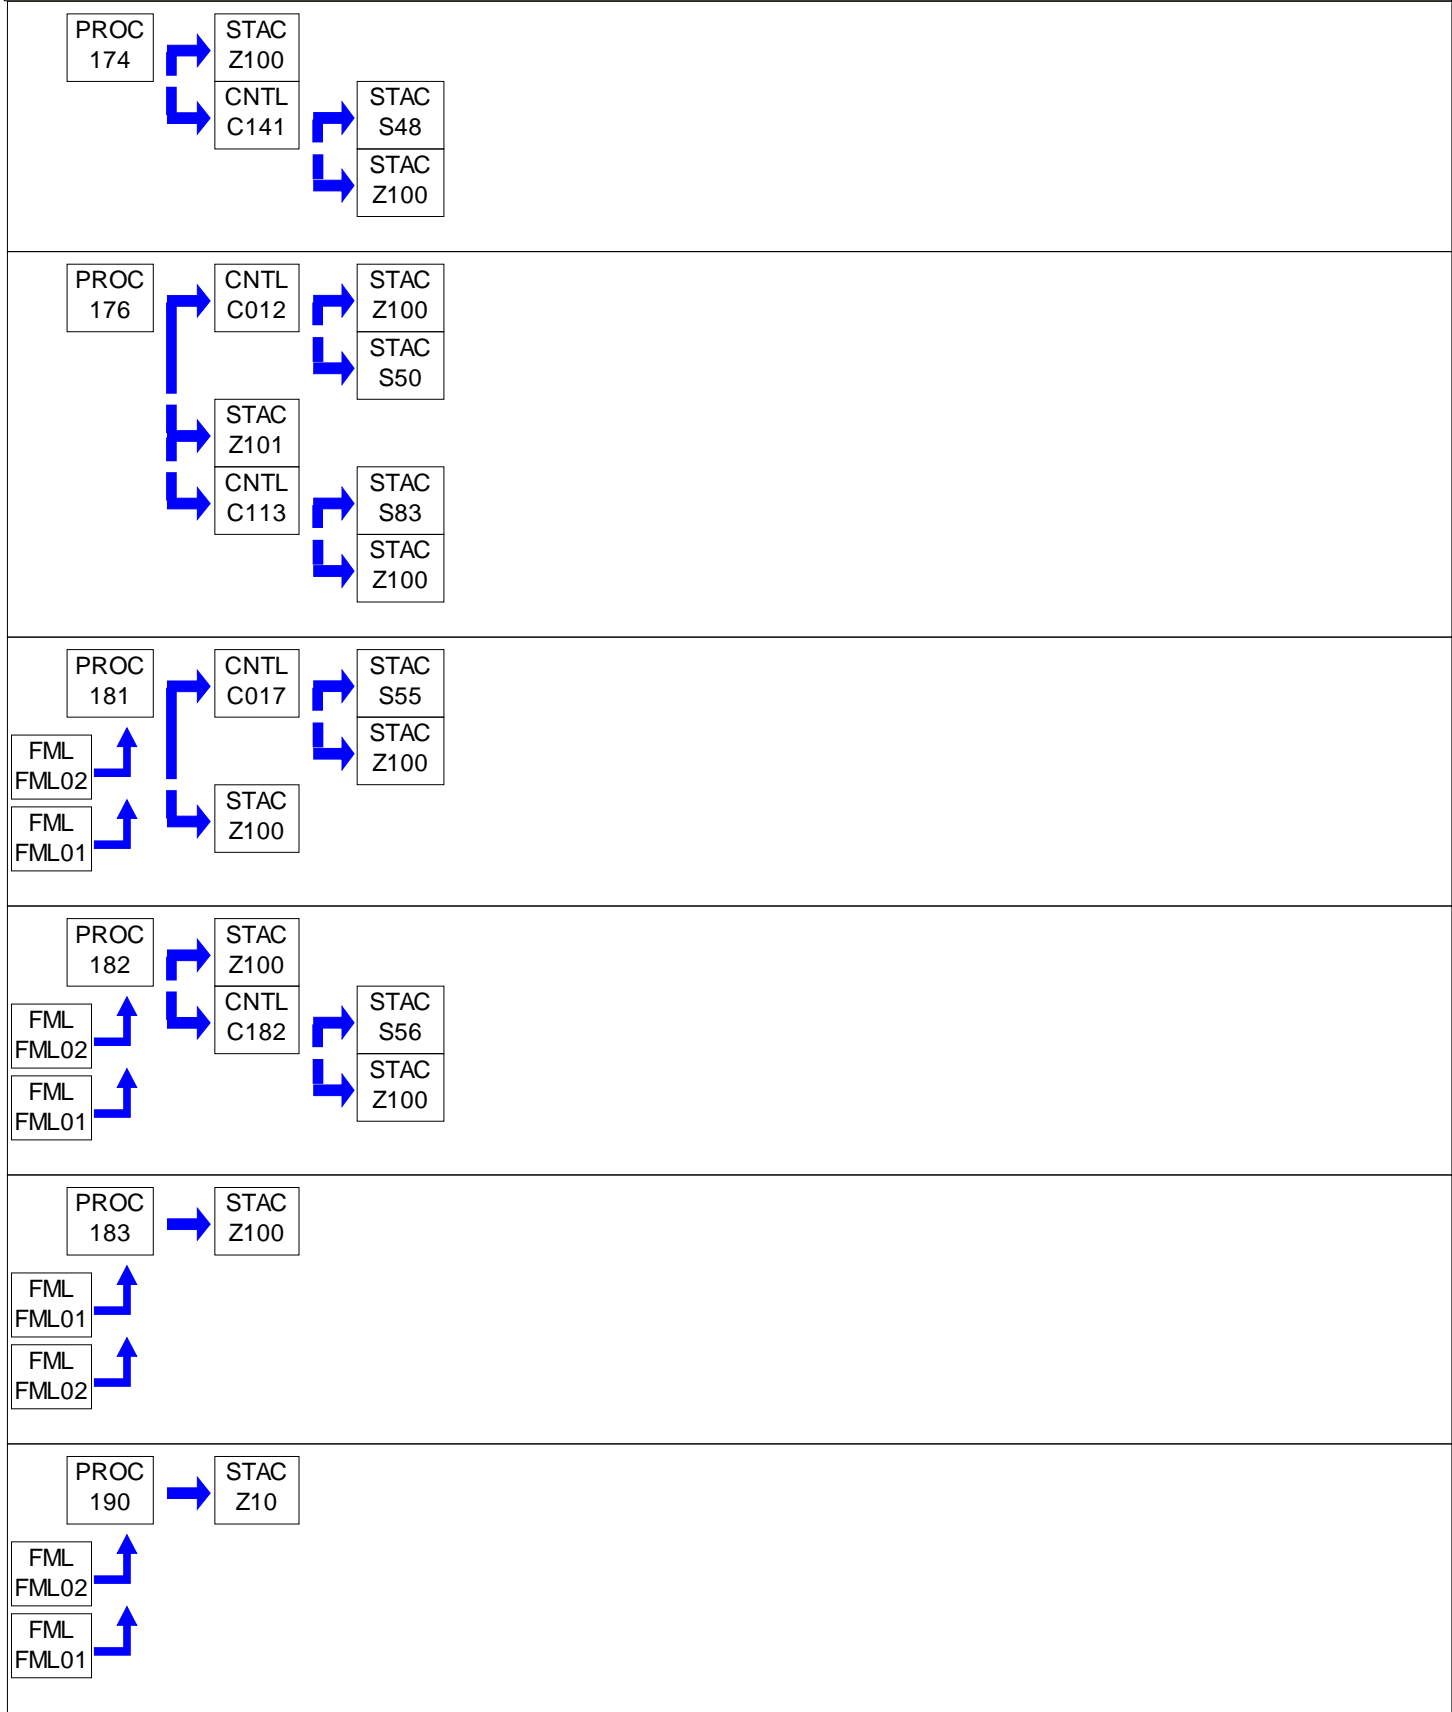 PROC
174
STAC
Z100
CNTL
C141
STAC
S48
STAC
Z100
PROC
176
CNTL
C012
STAC
Z100
STAC
S50
STAC
Z101
CNTL
C113
STAC
S83
STAC
Z100
PROC
181
CNTL
C017
STAC
S55
STAC
Z100
FML
FML02
STAC
Z100
FML
FML01
PROC
182
STAC
Z100
CNTL
C182
STAC
S56
STAC
Z100
FML
FML02
FML
FML01
PROC
183
STAC
Z100
FML
FML01
FML
FML02
PROC
190
STAC
Z10
FML
FML02
FML
FML01